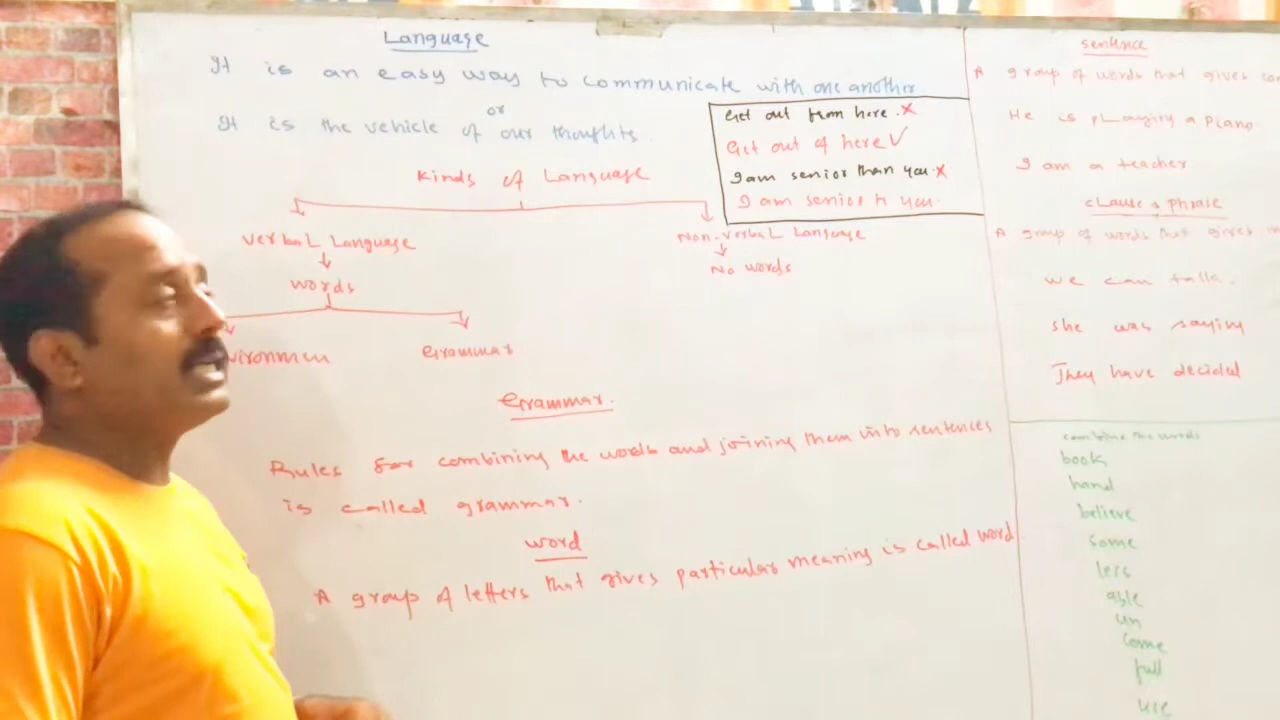 Language
It is an easy way to communicate with one another
or
It is the vehicle of our thoughts.
Kinds of Language
Verbal Language
Words
vironmen
Grammar
Non-verbal Language
No words
Get out from here. x
Get out of here ✓
I am senior than you. x
I am senior to you.
Grammar.
Rules for combining the words and joining them into sentences
is called grammar.
word
A group of letters that gives particular meaning is called word.
sentence
A group of words that gives co
He is playing a piano.
I am a teacher
clause, phrase
A group of words that gives m
we can talk.
she was saying
They have decided
combine the words
book
hand
believe
some
less
able
un
come
full
use